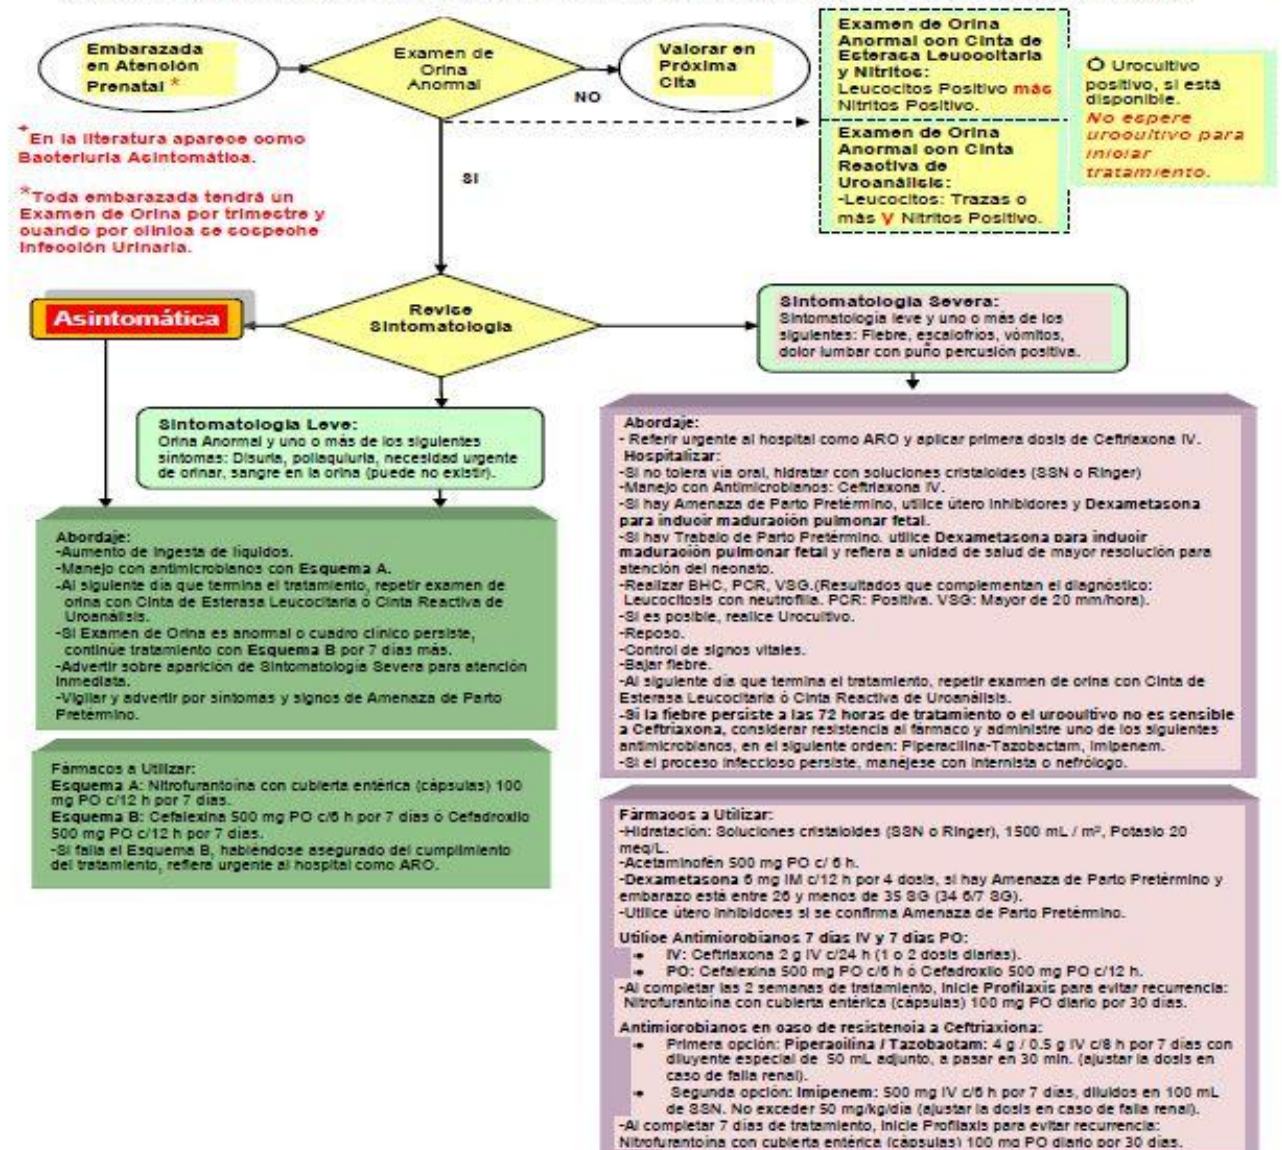 Embarazada
en Atención
Prenatal *
Examen de
Orina
Anormal
NO
Valorar en
Próxima
Cita
Examen de Orina
Anormal con Cinta de
Esterasa Leucocitaria
y Nitritos:
Leucocitos Positivo más
Nitritos Positivo.
Examen de Orina
Anormal con Cinta
Reactiva de
Uroanálisis:
-Leucocitos: Trazas o
más y Nitritos Positivo.
Ó Urocultivo
positivo, si está
disponible.
No espere
urocultivo para
iniciar
tratamiento.
+En la literatura aparece como
Bacteriuria Asintomática.
*Toda embarazada tendrá un
Examen de Orina por trimestre y
cuando por clínica se sospeche
Infección Urinaria.
SI
Asintomática
Revise
Sintomatología
Sintomatología Severa:
Sintomatología leve y uno o más de los
siguientes: Fiebre, escalofríos, vómitos,
dolor lumbar con puño percusión positiva.
Sintomatología Leve:
Orina Anormal y uno o más de los siguientes
síntomas: Disuria, poliaquiuria, necesidad urgente
de orinar, sangre en la orina (puede no existir).
Abordaje:
-Aumento de ingesta de líquidos.
-Manejo con antimicrobianos con Esquema A.
-Al siguiente día que termina el tratamiento, repetir examen de
orina con Cinta de Esterasa Leucocitaria ó Cinta Reactiva de
Uroanálisis.
-Si Examen de Orina es anormal o cuadro clínico persiste,
continúe tratamiento con Esquema B por 7 días más.
-Advertir sobre aparición de Sintomatología Severa para atención
inmediata.
-Vigilar y advertir por síntomas y signos de Amenaza de Parto
Pretérmino.
Fármacos a Utilizar:
Esquema A: Nitrofurantoína con cubierta entérica (cápsulas) 100
mg PO c/12 h por 7 días.
Esquema B: Cefalexina 500 mg PO c/6 h por 7 días ó Cefadroxilo
500 mg PO c/12 h por 7 días.
-Si falla el Esquema B, habiéndose asegurado del cumplimiento
del tratamiento, refiera urgente al hospital como ARO.
Abordaje:
- Referir urgente al hospital como ARO y aplicar primera dosis de Ceftriaxona IV.
Hospitalizar:
-Si no tolera vía oral, hidratar con soluciones cristaloides (SSN o Ringer)
-Manejo con Antimicrobianos: Ceftriaxona IV.
-Si hay Amenaza de Parto Pretérmino, utilice útero inhibidores y Dexametasona
para inducir maduración pulmonar fetal.
-Si hay Trabajo de Parto Pretérmino, utilice Dexametasona para inducir
maduración pulmonar fetal y refiera a unidad de salud de mayor resolución para
atención del neonato.
-Realizar BHC, PCR, VSG.(Resultados que complementan el diagnóstico:
Leucocitosis con neutrofilia. PCR: Positiva. VSG: Mayor de 20 mm/hora).
-Si es posible, realice Urocultivo.
-Reposo.
-Control de signos vitales.
-Bajar fiebre.
-Al siguiente día que termina el tratamiento, repetir examen de orina con Cinta de
Esterasa Leucocitaria ó Cinta Reactiva de Uroanálisis.
-Si la fiebre persiste a las 72 horas de tratamiento o el urocultivo no es sensible
a Ceftriaxona, considerar resistencia al fármaco y administre uno de los siguientes
antimicrobianos, en el siguiente orden: Piperacilina-Tazobactam, Imipenem.
-Si el proceso infeccioso persiste, manéjese con internista o nefrólogo.
Fármacos a Utilizar:
-Hidratación: Soluciones cristaloides (SSN o Ringer), 1500 mL / m², Potasio 20
meq/L.
-Acetaminofén 500 mg PO c/ 6 h.
-Dexametasona 6 mg IM c/12 h por 4 dosis, si hay Amenaza de Parto Pretérmino y
embarazo está entre 26 y menos de 35 SG (34 6/7 SG).
-Utilice útero inhibidores si se confirma Amenaza de Parto Pretérmino.
Utilice Antimicrobianos 7 días IV y 7 días PO:
IV: Ceftriaxona 2 g IV c/24 h (1 o 2 dosis diarias).
PO: Cefalexina 500 mg PO c/6 h ó Cefadroxilo 500 mg PO c/12 h.
-Al completar las 2 semanas de tratamiento, inicie Profilaxis para evitar recurrencia:
Nitrofurantoína con cubierta entérica (cápsulas) 100 mg PO diario por 30 días.
Antimicrobianos en caso de resistencia a Ceftriaxiona:
Primera opción: Piperacilina / Tazobactam: 4 g / 0.5 g IV c/8 h por 7 días con
diluyente especial de 50 mL adjunto, a pasar en 30 min. (ajustar la dosis en
caso de falla renal).
Segunda opción: Imipenem: 500 mg IV c/6 h por 7 días, diluidos en 100 mL
de SSN. No exceder 50 mg/kg/día (ajustar la dosis en caso de falla renal).
-Al completar 7 días de tratamiento, inicie Profilaxis para evitar recurrencia:
Nitrofurantoína con cubierta entérica (cápsulas) 100 mg PO diario por 30 días.